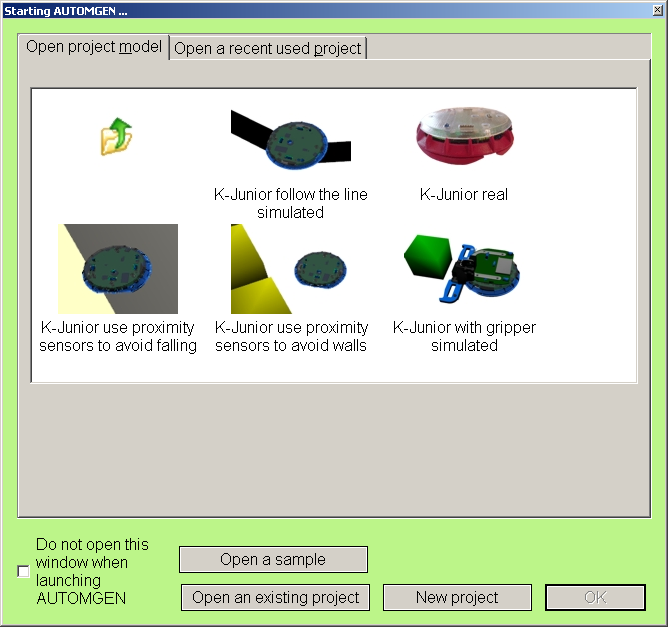 Starting AUTOMGEN ...
Open project model
Open a recent used project
K-Junior follow the line
simulated
K-Junior real
K-Junior use proximity
sensors to avoid falling
K-Junior use proximity
sensors to avoid walls
K-Junior with gripper
simulated
Do not open this
window when
launching
AUTOMGEN
Open a sample
Open an existing project
New project
OK